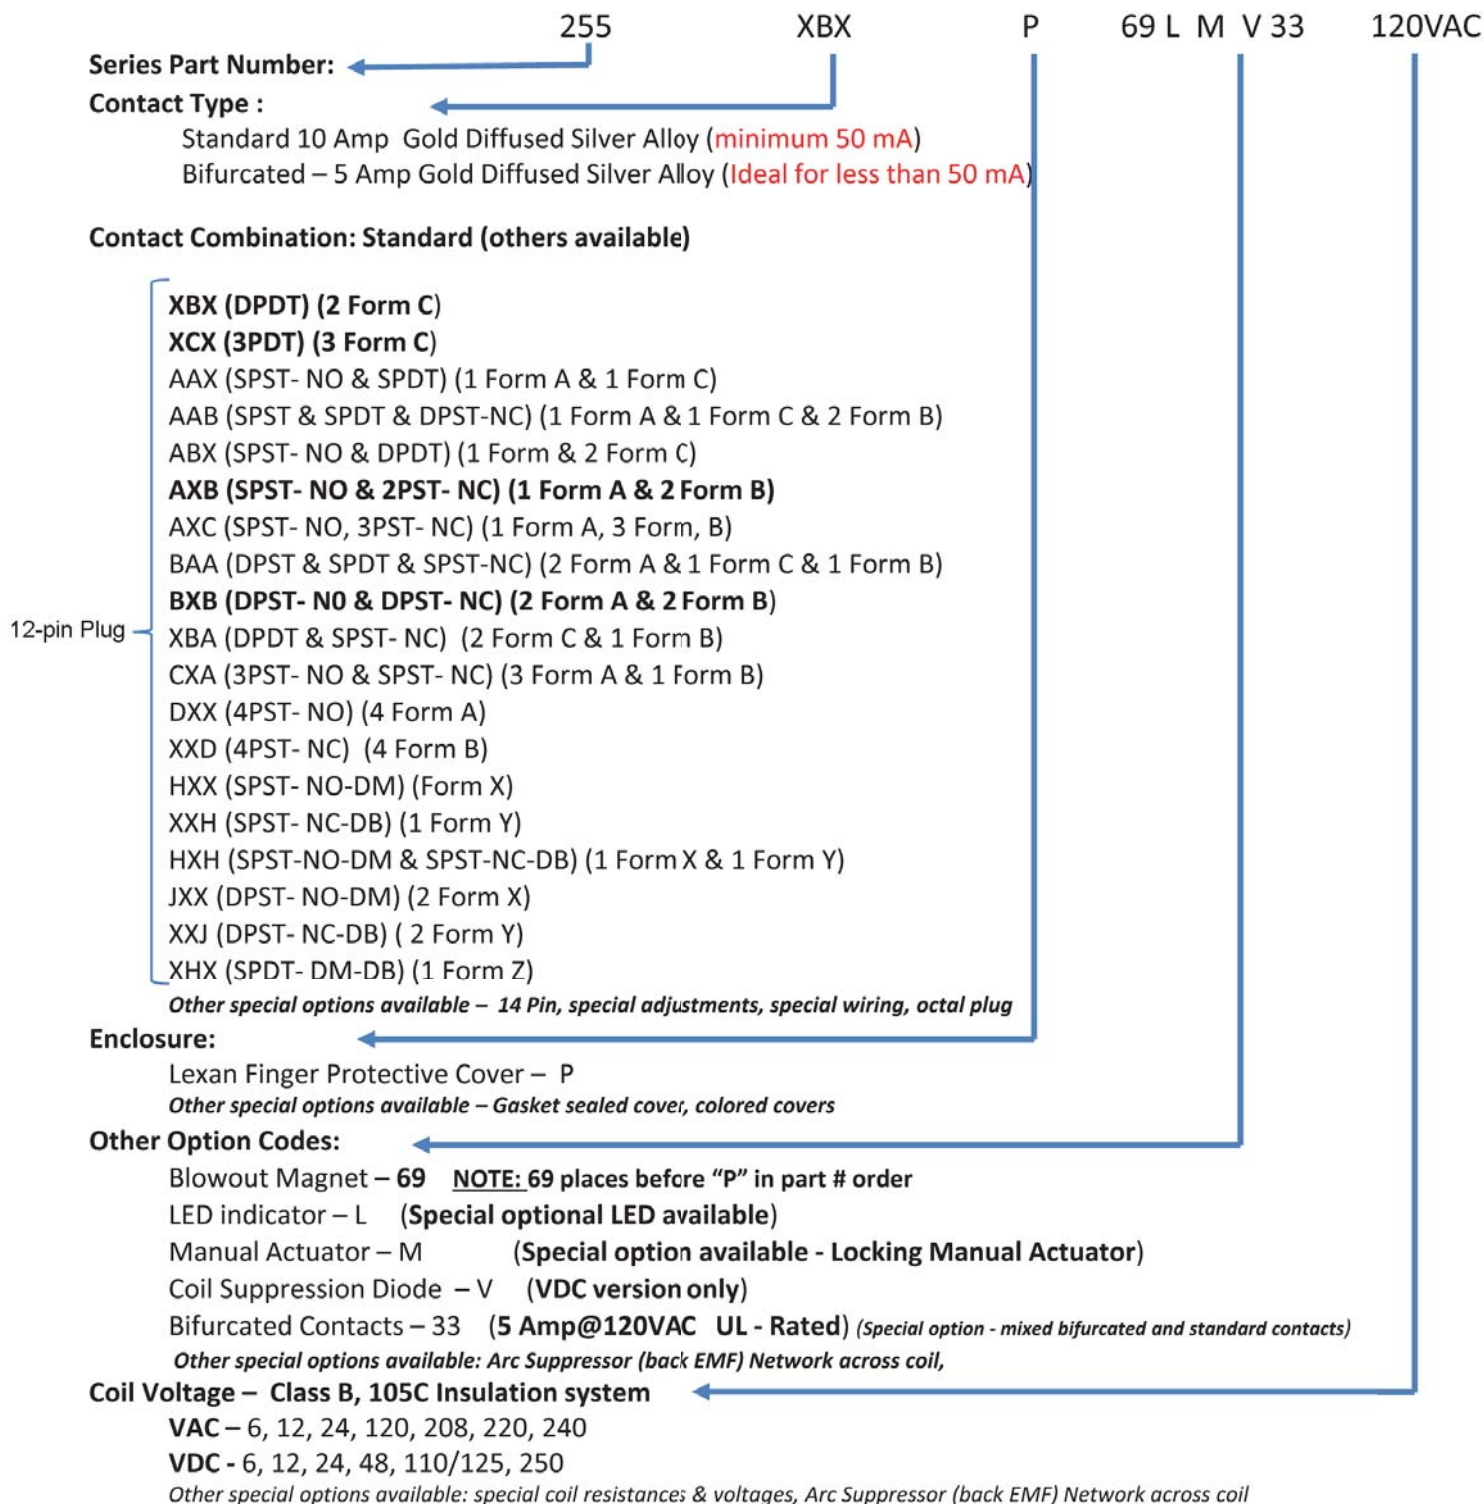 255 XBX P 69 L M V 33 120VAC
Series Part Number:
Contact Type :
Standard 10 Amp Gold Diffused Silver Alloy (minimum 50 mA)
Bifurcated – 5 Amp Gold Diffused Silver Alloy (Ideal for less than 50 mA)
Contact Combination: Standard (others available)
XBX (DPDT) (2 Form C)
XCX (3PDT) (3 Form C)
AAX (SPST- NO & SPDT) (1 Form A & 1 Form C)
AAB (SPST & SPDT & DPST-NC) (1 Form A & 1 Form C & 2 Form B)
ABX (SPST- NO & DPDT) (1 Form & 2 Form C)
AXB (SPST- NO & 2PST- NC) (1 Form A & 2 Form B)
AXC (SPST- NO, 3PST- NC) (1 Form A, 3 Form, B)
BAA (DPST & SPDT & SPST-NC) (2 Form A & 1 Form C & 1 Form B)
BXB (DPST- N0 & DPST- NC) (2 Form A & 2 Form B)
12-pin Plug
XBA (DPDT & SPST- NC) (2 Form C & 1 Form B)
CXA (3PST- NO & SPST- NC) (3 Form A & 1 Form B)
DXX (4PST- NO) (4 Form A)
XXD (4PST- NC) (4 Form B)
HXX (SPST- NO-DM) (Form X)
XXH (SPST- NC-DB) (1 Form Y)
HXH (SPST-NO-DM & SPST-NC-DB) (1 Form X & 1 Form Y)
JXX (DPST- NO-DM) (2 Form X)
XXJ (DPST- NC-DB) ( 2 Form Y)
XHX (SPDT- DM-DB) (1 Form Z)
Other special options available – 14 Pin, special adjustments, special wiring, octal plug
Enclosure:
Lexan Finger Protective Cover – P
Other special options available – Gasket sealed cover, colored covers
Other Option Codes:
Blowout Magnet – 69 NOTE: 69 places before “P” in part # order
LED indicator – L (Special optional LED available)
Manual Actuator – M (Special option available - Locking Manual Actuator)
Coil Suppression Diode – V (VDC version only)
Bifurcated Contacts – 33 (5 Amp@120VAC UL - Rated) (Special option - mixed bifurcated and standard contacts)
Other special options available: Arc Suppressor (back EMF) Network across coil,
Coil Voltage – Class B, 105C Insulation system
VAC – 6, 12, 24, 120, 208, 220, 240
VDC - 6, 12, 24, 48, 110/125, 250
Other special options available: special coil resistances & voltages, Arc Suppressor (back EMF) Network across coil